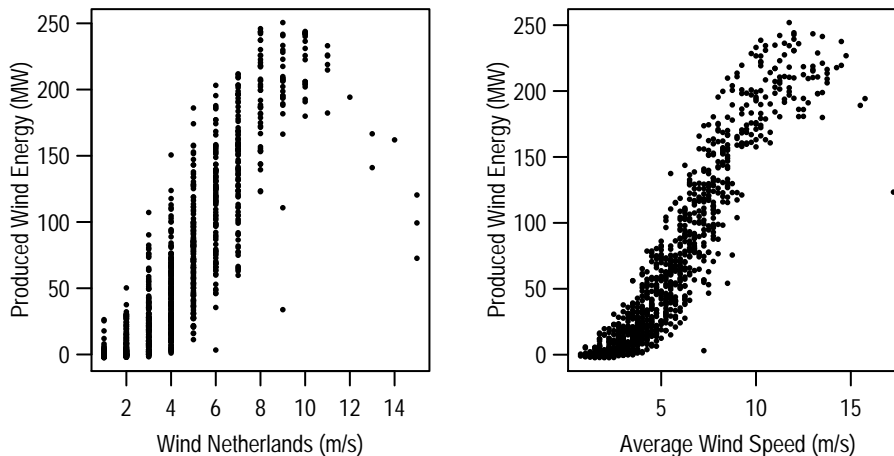 Produced Wind Energy (MW)
250
200
150
100
50
0
2 4 6 8 10 12 14
Wind Netherlands (m/s)
Produced Wind Energy (MW)
250
200
150
100
50
0
5 10 15
Average Wind Speed (m/s)